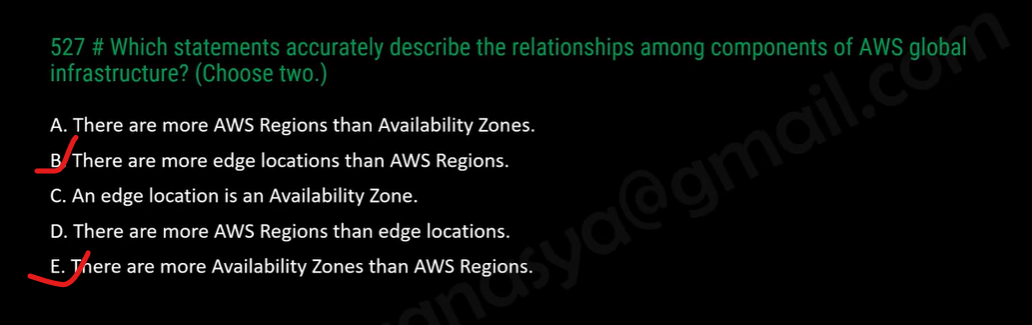 527 # Which statements accurately describe the relationships among components of AWS global
infrastructure? (Choose two.)
A. There are more AWS Regions than Availability Zones.
B. There are more edge locations than AWS Regions.
C. An edge location is an Availability Zone.
D. There are more AWS Regions than edge locations.
E. There are more Availability Zones than AWS Regions.